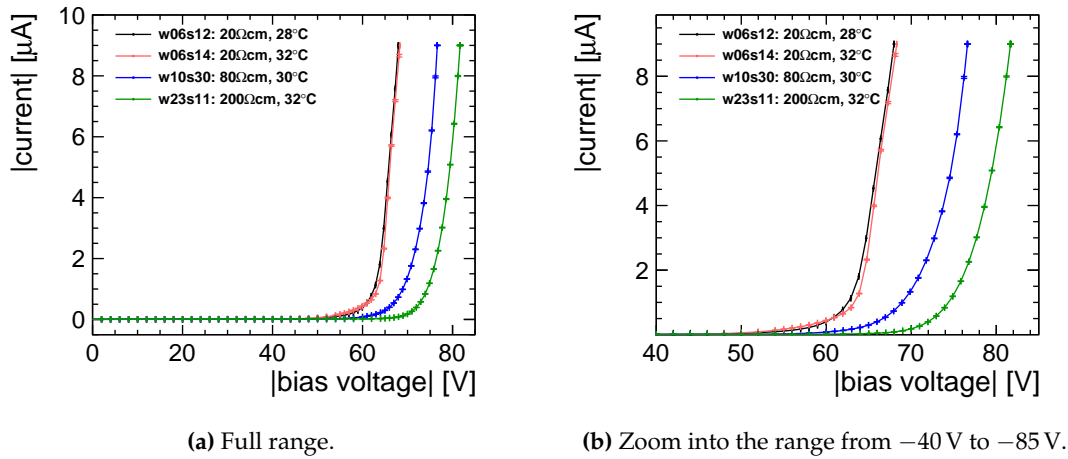 |current| [µA]
10
8
6
4
2
0
w06s12: 20Ωcm, 28°C
w06s14: 20Ωcm, 32°C
w10s30: 80Ωcm, 30°C
w23s11: 200Ωcm, 32°C
0 20 40 60 80
|bias voltage| [V]
(a) Full range.
|current| [µA]
8
6
4
2
w06s12: 20Ωcm, 28°C
w06s14: 20Ωcm, 32°C
w10s30: 80Ωcm, 30°C
w23s11: 200Ωcm, 32°C
40 50 60 70 80
|bias voltage| [V]
(b) Zoom into the range from −40 V to −85 V.